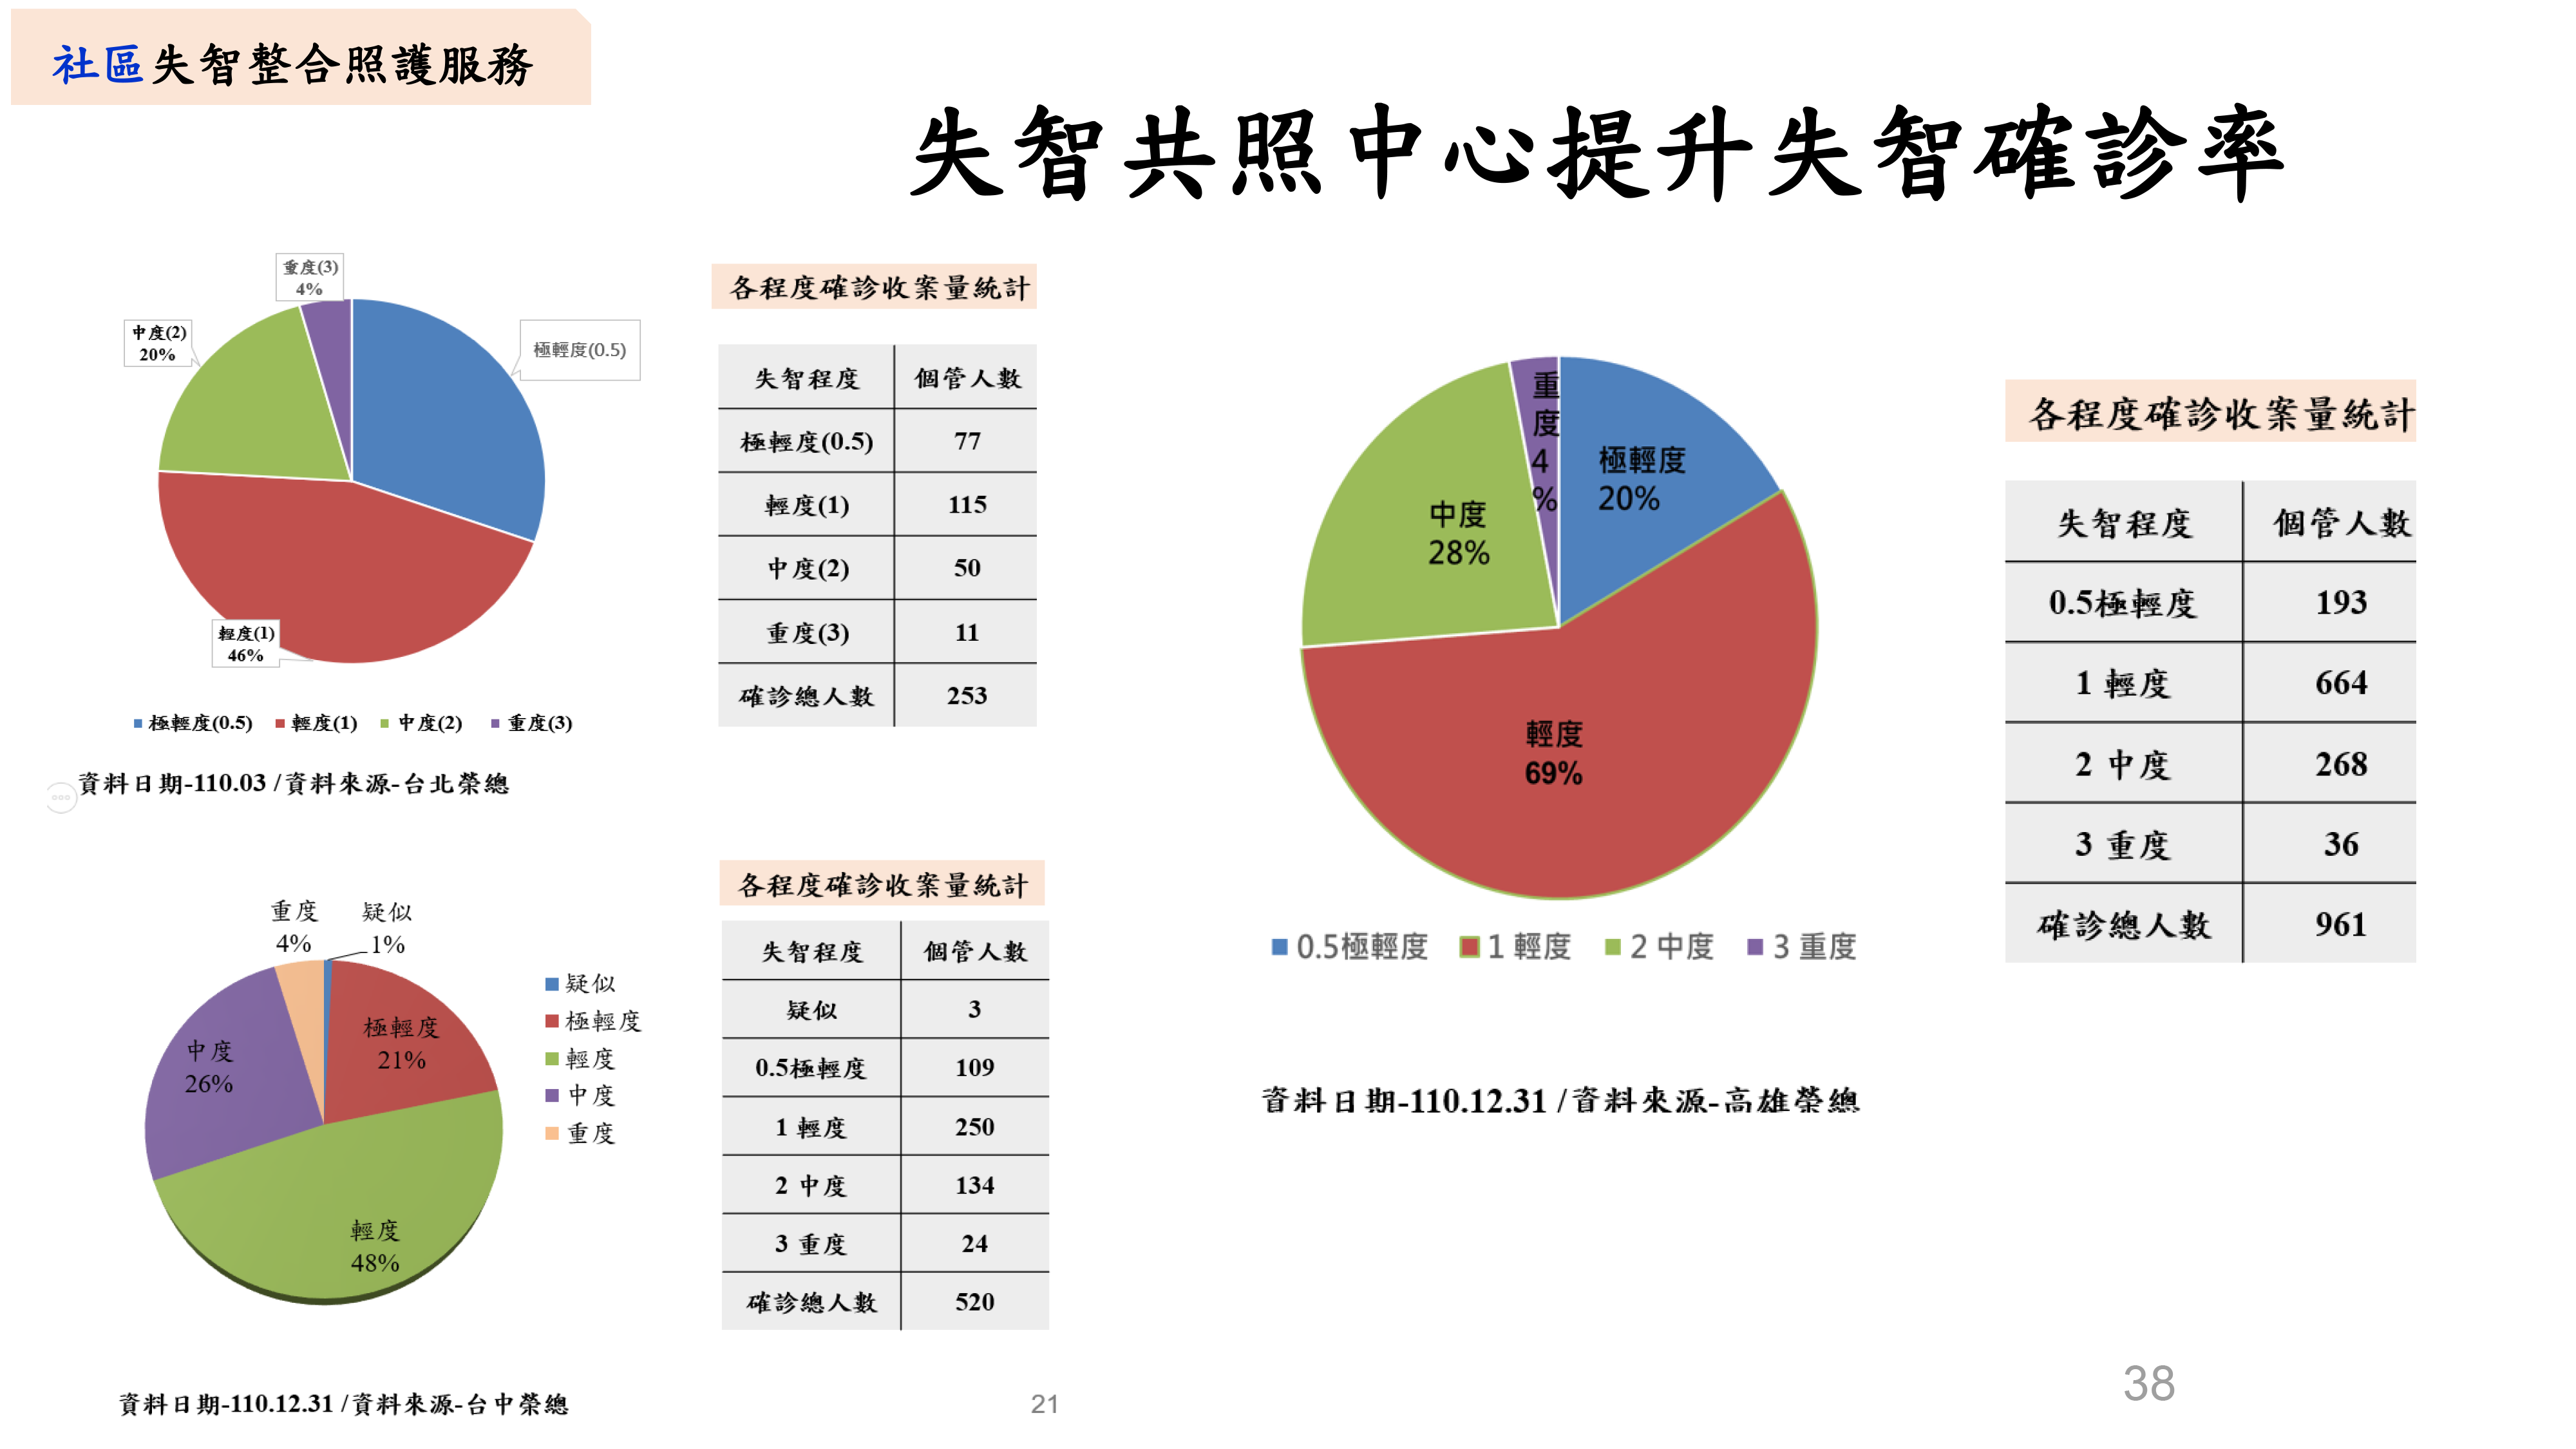 社區失智整合照護服務
失智共照中心提升失智確診率
重度(3)
4%
中度(2)
20%
極輕度(0.5)
輕度(1)
46%
極輕度(0.5) 輕度(1) 中度(2) 重度(3)
資料日期-110.03 /資料來源-台北榮總
各程度確診收案量統計
失智程度 個管人數
極輕度(0.5) 77
輕度(1) 115
中度(2) 50
重度(3) 11
確診總人數 253
重度
4%
疑似
1%
極輕度
21%
中度
26%
輕度
48%
疑似
極輕度
輕度
中度
重度
資料日期-110.12.31 /資料來源-台中榮總
各程度確診收案量統計
失智程度 個管人數
疑似 3
0.5極輕度 109
1 輕度 250
2 中度 134
3 重度 24
確診總人數 520
21
重
度
4
%
極輕度
20%
中度
28%
輕度
69%
0.5極輕度 1 輕度 2 中度 3 重度
資料日期-110.12.31 /資料來源-高雄榮總
各程度確診收案量統計
失智程度 個管人數
0.5極輕度 193
1 輕度 664
2 中度 268
3 重度 36
確診總人數 961
38